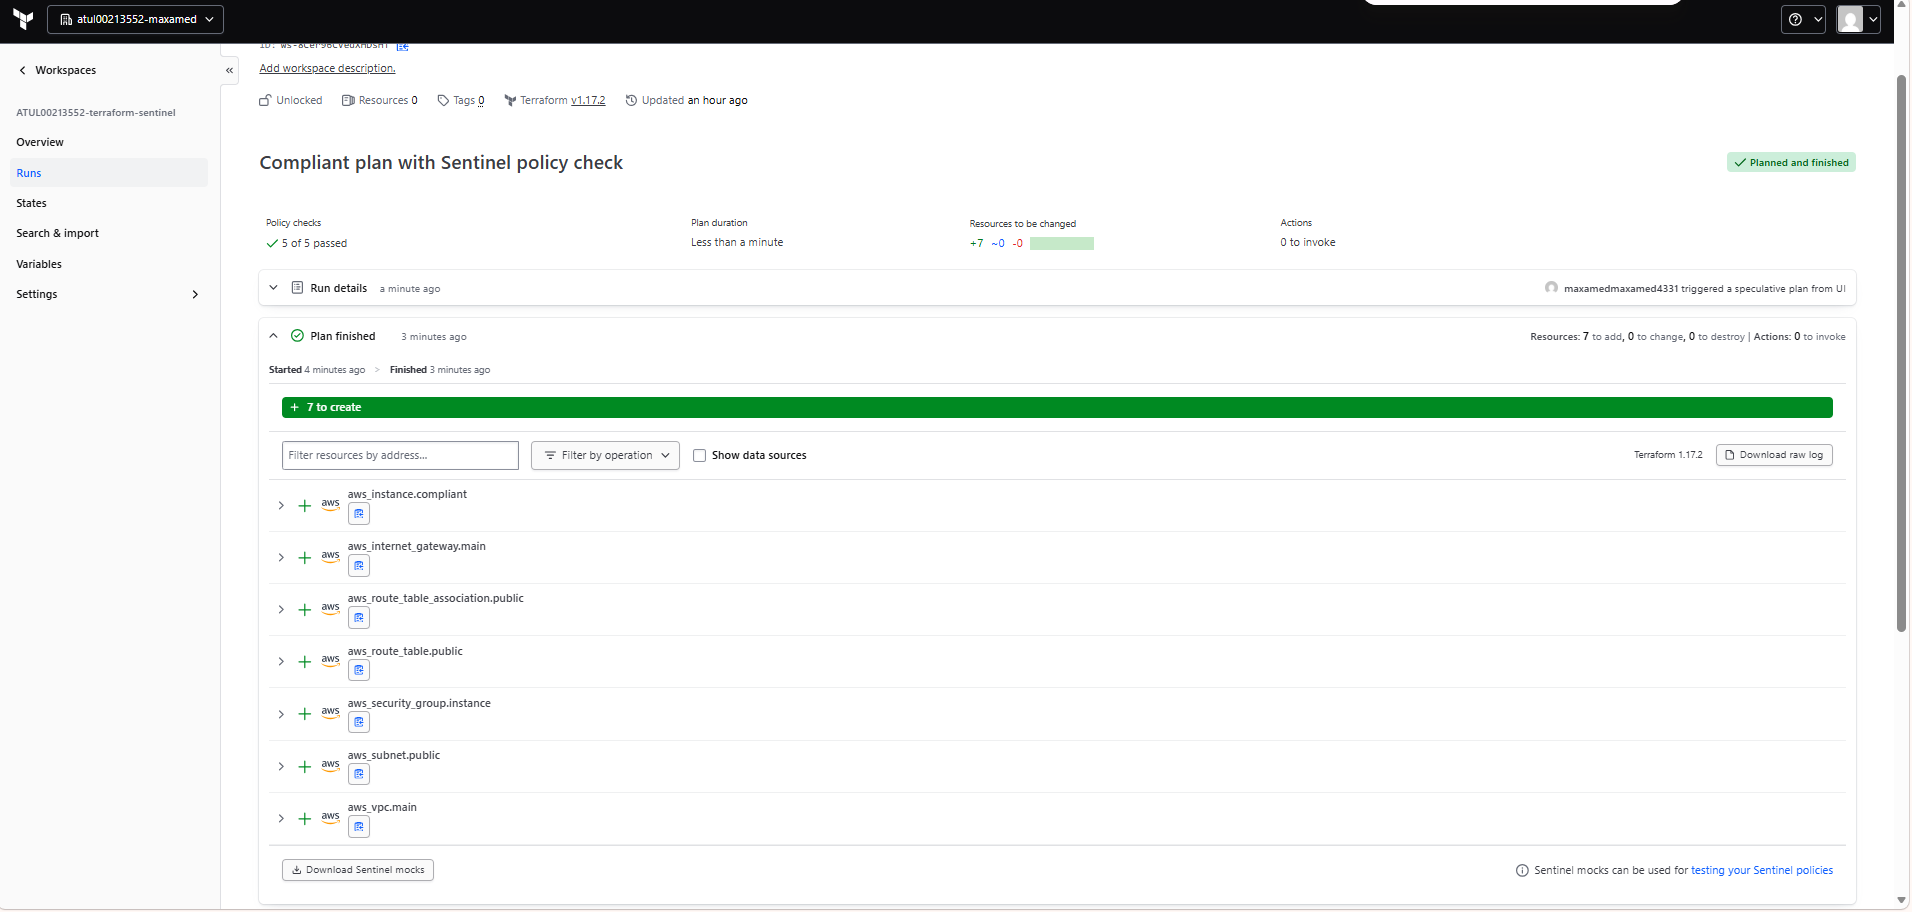 atul00213552-maxamed
Workspaces
ATUL00213552-terraform-sentinel
Overview
Runs
States
Search & import
Variables
Settings
Add workspace description.
Unlocked Resources 0 Tags 0 Terraform v1.17.2 Updated an hour ago
Compliant plan with Sentinel policy check
Planned and finished
Policy checks Plan duration Resources to be changed Actions
5 of 5 passed Less than a minute +7 ~0 -0 0 to invoke
Run details a minute ago maxamedmaxamed4331 triggered a speculative plan from UI
Plan finished 3 minutes ago Resources: 7 to add, 0 to change, 0 to destroy | Actions: 0 to invoke
Started 4 minutes ago > Finished 3 minutes ago
+ 7 to create
Filter resources by address... Filter by operation Show data sources Terraform 1.17.2 Download raw log
aws aws_instance.compliant
aws aws_internet_gateway.main
aws aws_route_table_association.public
aws aws_route_table.public
aws aws_security_group.instance
aws aws_subnet.public
aws aws_vpc.main
Download Sentinel mocks Sentinel mocks can be used for testing your Sentinel policies